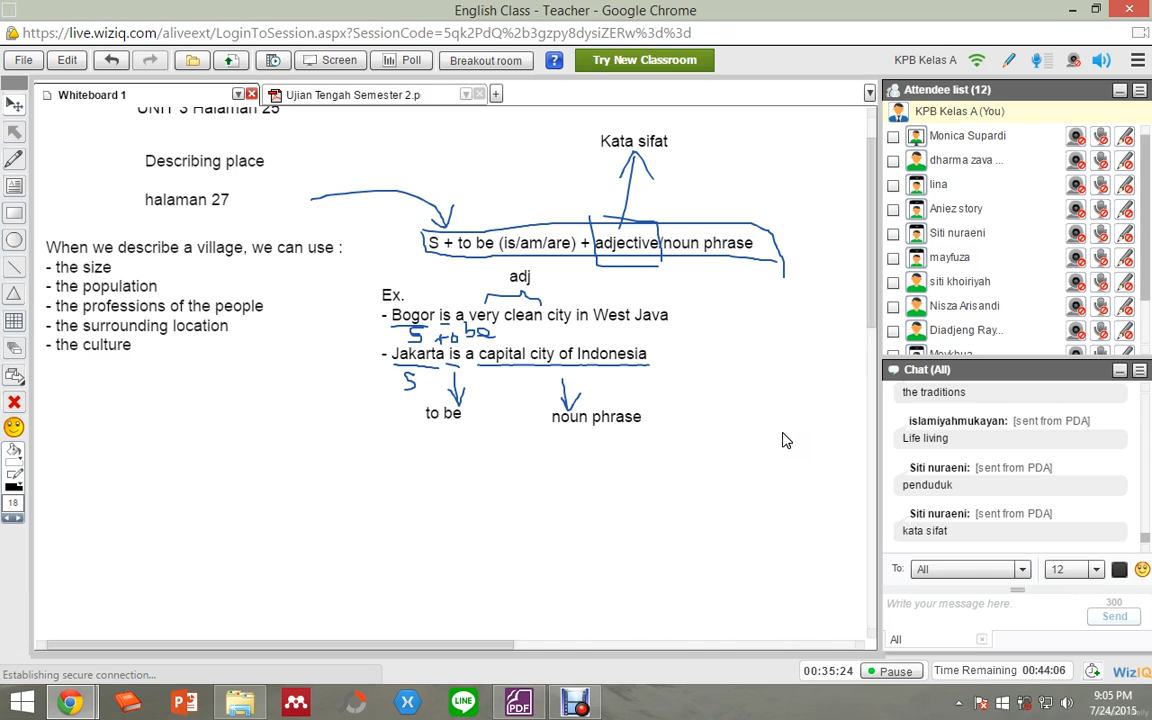 English Class - Teacher - Google Chrome
https://live.wiziq.com/aliveext/LoginToSession.aspx?SessionCode=5qk2PdQ%2b3gzpy8dysiZERw%3d%3d
File
Edit
Screen
Poll
Breakout room
?
Try New Classroom
KPB Kelas A
Whiteboard 1
Ujian Tengah Semester 2.p
UNIT 3 Halaman 25
Describing place
halaman 27
Kata sifat
S + to be (is/am/are) + adjective/noun phrase
When we describe a village, we can use :
- the size
- the population
- the professions of the people
- the surrounding location
- the culture
adj
Ex.
- Bogor is a very clean city in West Java
S to be
- Jakarta is a capital city of Indonesia
S
to be
noun phrase
18
Attendee list (12)
KPB Kelas A (You)
Monica Supardi
dharma zava ...
lina
Aniez story
Siti nuraeni
mayfuza
siti khoiriyah
Nisza Arisandi
Diadjeng Ray...
Chat (All)
the traditions
islamiyahmukayan: [sent from PDA]
Life living
Siti nuraeni: [sent from PDA]
penduduk
Siti nuraeni: [sent from PDA]
kata sifat
To:
All
12
Write your message here.
300
Send
All
Establishing secure connection...
00:35:24
Pause
Time Remaining
00:44:06
WizIQ
LINE
PDF
9:05 PM
7/24/2015